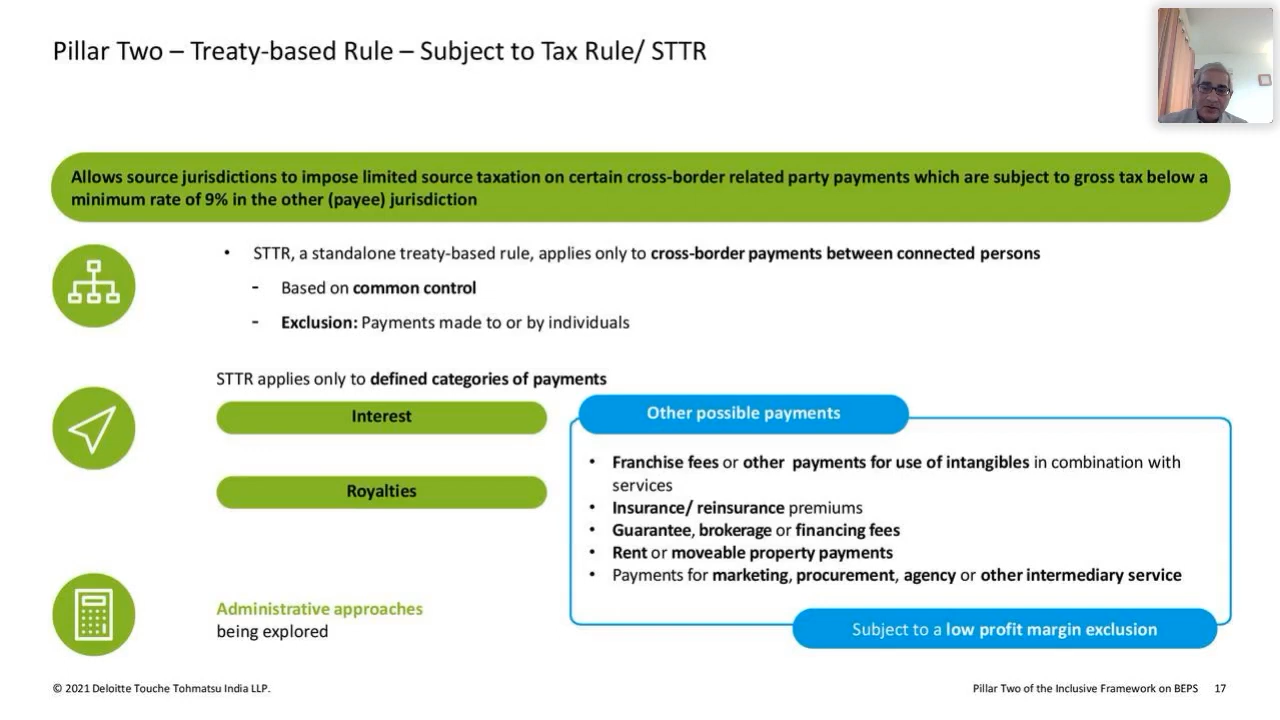 Pillar Two – Treaty-based Rule – Subject to Tax Rule/ STTR
Allows source jurisdictions to impose limited source taxation on certain cross-border related party payments which are subject to gross tax below a
minimum rate of 9% in the other (payee) jurisdiction
• STTR, a standalone treaty-based rule, applies only to cross-border payments between connected persons
- Based on common control
- Exclusion: Payments made to or by individuals
STTR applies only to defined categories of payments
Interest
Royalties
Other possible payments
• Franchise fees or other payments for use of intangibles in combination with
services
• Insurance/ reinsurance premiums
• Guarantee, brokerage or financing fees
• Rent or moveable property payments
• Payments for marketing, procurement, agency or other intermediary service
Subject to a low profit margin exclusion
Administrative approaches
being explored
© 2021 Deloitte Touche Tohmatsu India LLP.
Pillar Two of the Inclusive Framework on BEPS 17